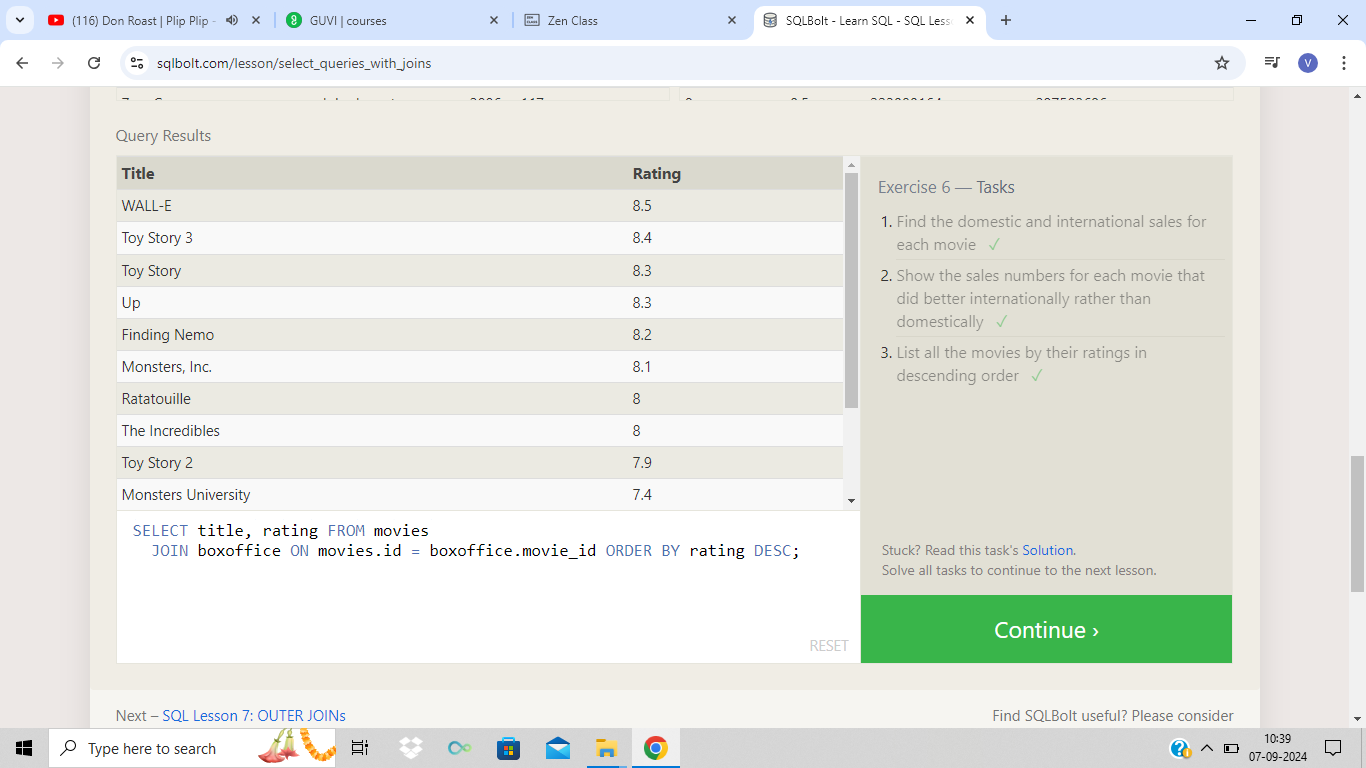 (116) Don Roast | Plip Plip -
GUVI | courses
Zen Class
SQLBolt - Learn SQL - SQL Less
sqlbolt.com/lesson/select_queries_with_joins
V
Query Results
Title Rating
WALL-E 8.5
Toy Story 3 8.4
Toy Story 8.3
Up 8.3
Finding Nemo 8.2
Monsters, Inc. 8.1
Ratatouille 8
The Incredibles 8
Toy Story 2 7.9
Monsters University 7.4
SELECT title, rating FROM movies
JOIN boxoffice ON movies.id = boxoffice.movie_id ORDER BY rating DESC;
RESET
Exercise 6 — Tasks
1. Find the domestic and international sales for
each movie ✓
2. Show the sales numbers for each movie that
did better internationally rather than
domestically ✓
3. List all the movies by their ratings in
descending order ✓
Stuck? Read this task's Solution.
Solve all tasks to continue to the next lesson.
Continue ›
Next – SQL Lesson 7: OUTER JOINs
Find SQLBolt useful? Please consider
Type here to search
10:39
07-09-2024